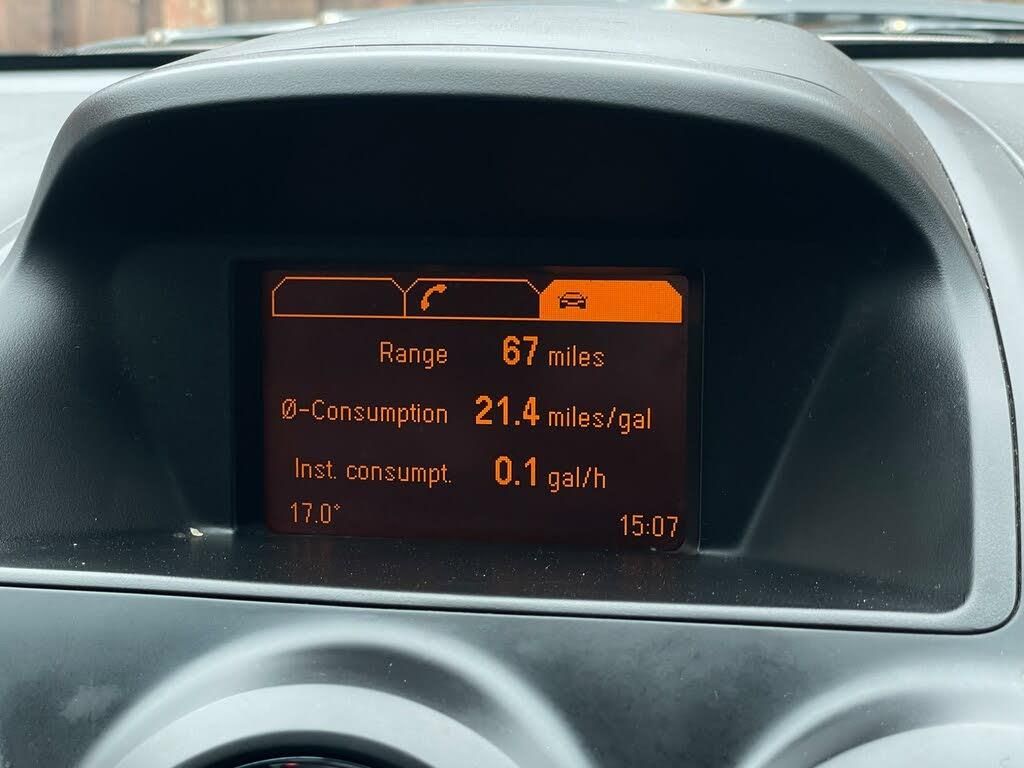 Range 67 miles
Ø-Consumption 21.4 miles/gal
Inst. consumpt. 0.1 gal/h
17.0° 15:07